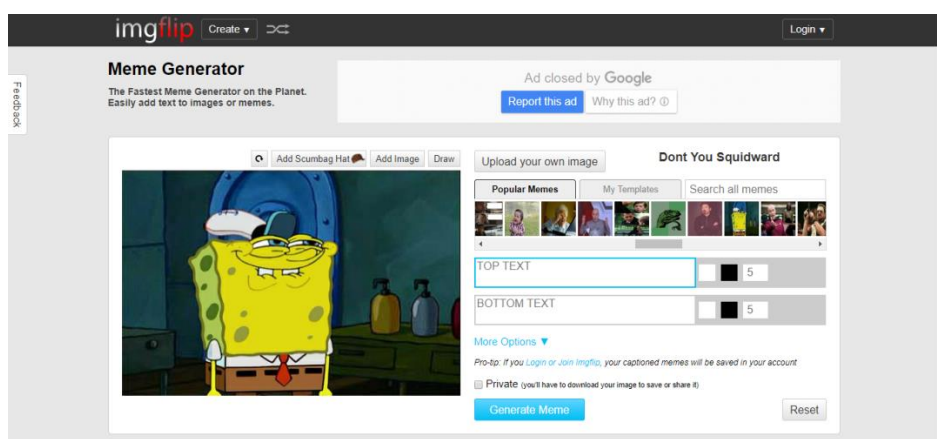 imgflip Create ▼ Login ▼
Feedback
Meme Generator
The Fastest Meme Generator on the Planet.
Easily add text to images or memes.
Ad closed by Google
Report this ad Why this ad?
Add Scumbag Hat Add Image Draw
Upload your own image Dont You Squidward
Popular Memes My Templates Search all memes
TOP TEXT 5
BOTTOM TEXT 5
More Options ▼
Pro-tip: If you Login or Join Imgflip, your captioned memes will be saved in your account
Private (you'll have to download your image to save or share it)
Generate Meme Reset